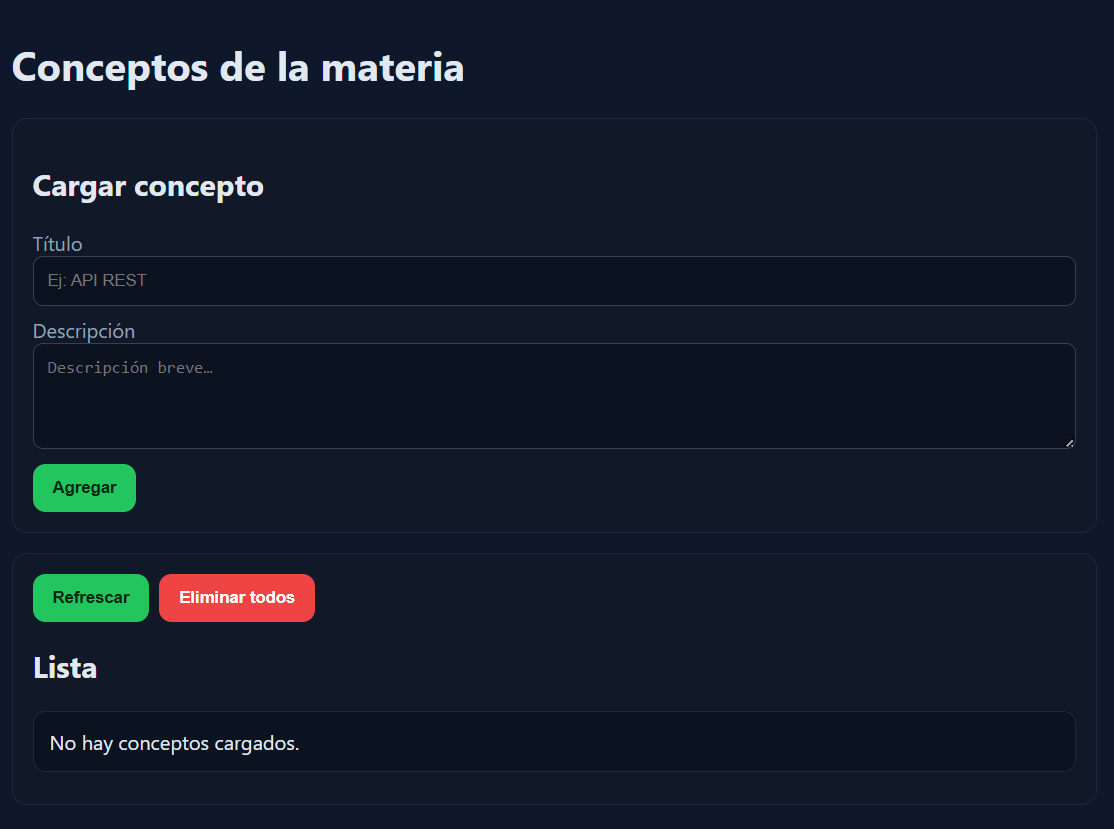 Conceptos de la materia
Cargar concepto
Título
Ej: API REST
Descripción
Descripción breve…
Agregar
Refrescar Eliminar todos
Lista
No hay conceptos cargados.